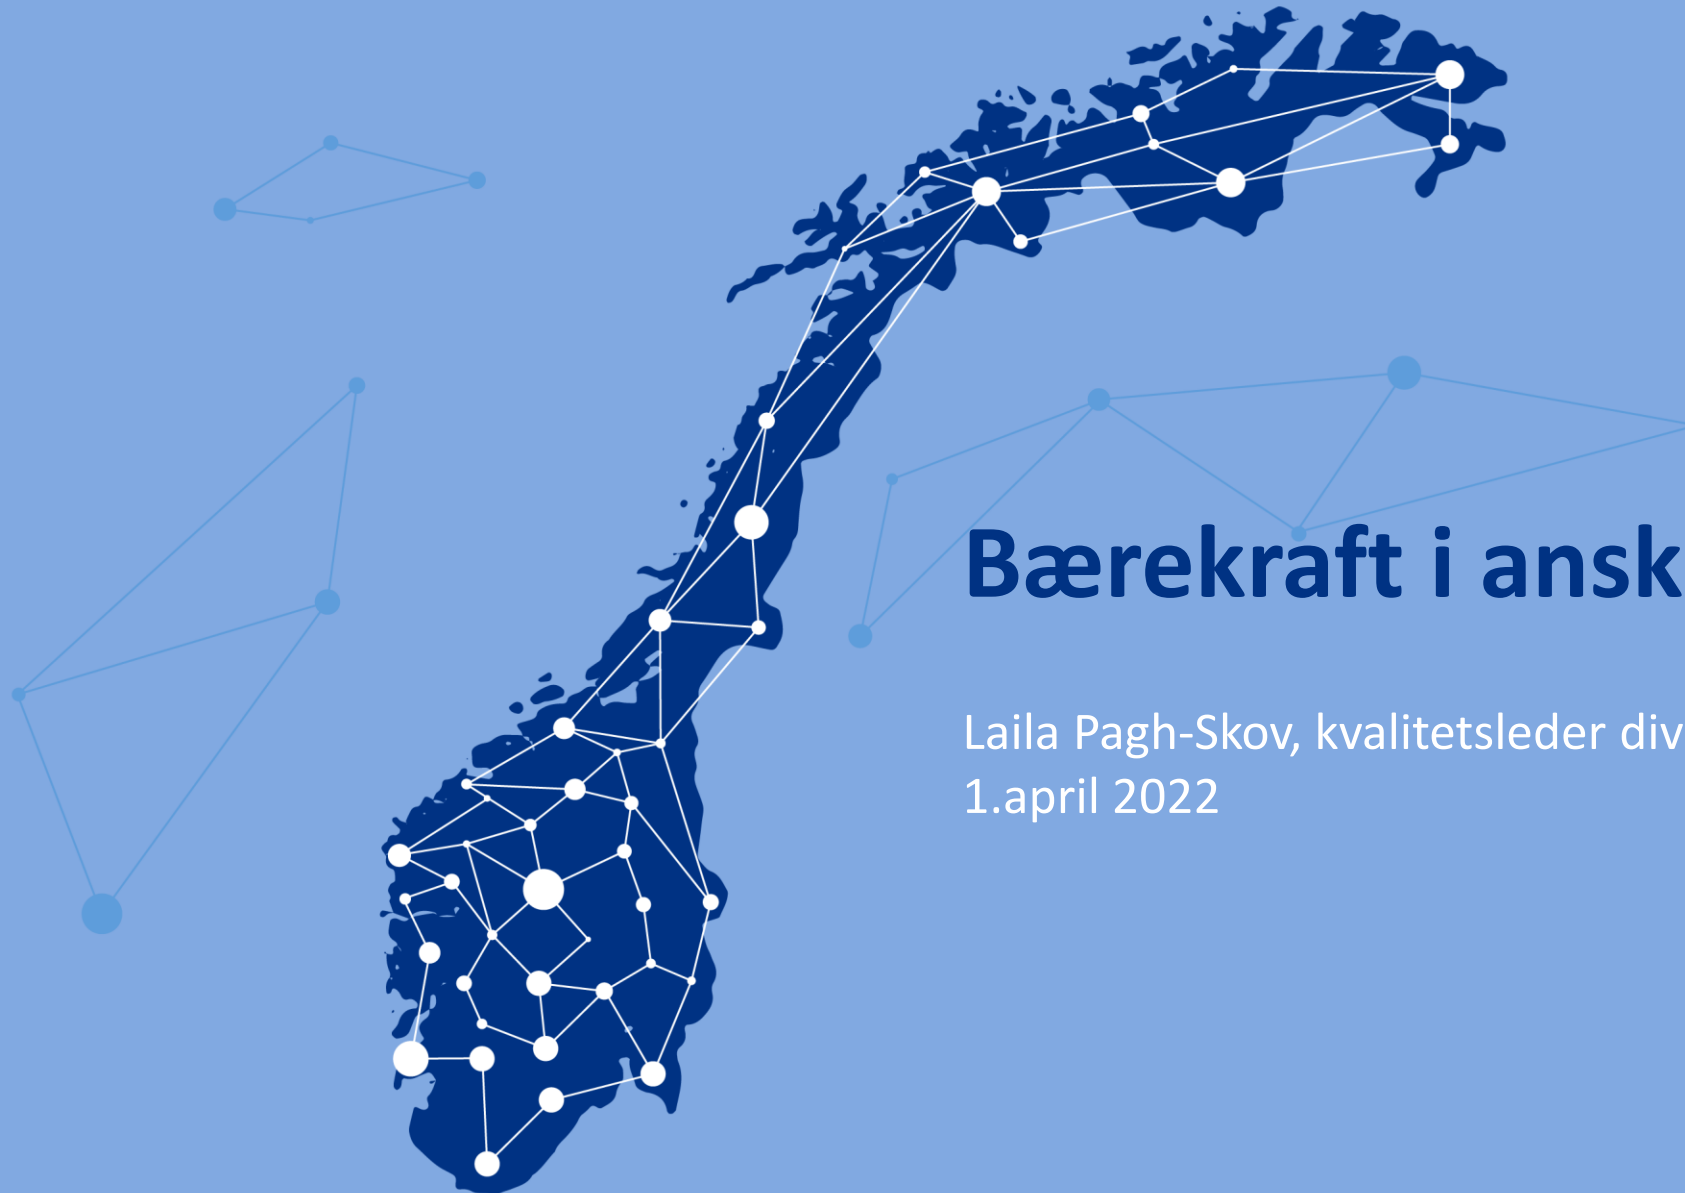 Bærekraft i ansk
Laila Pagh-Skov, kvalitetsleder div
1.april 2022